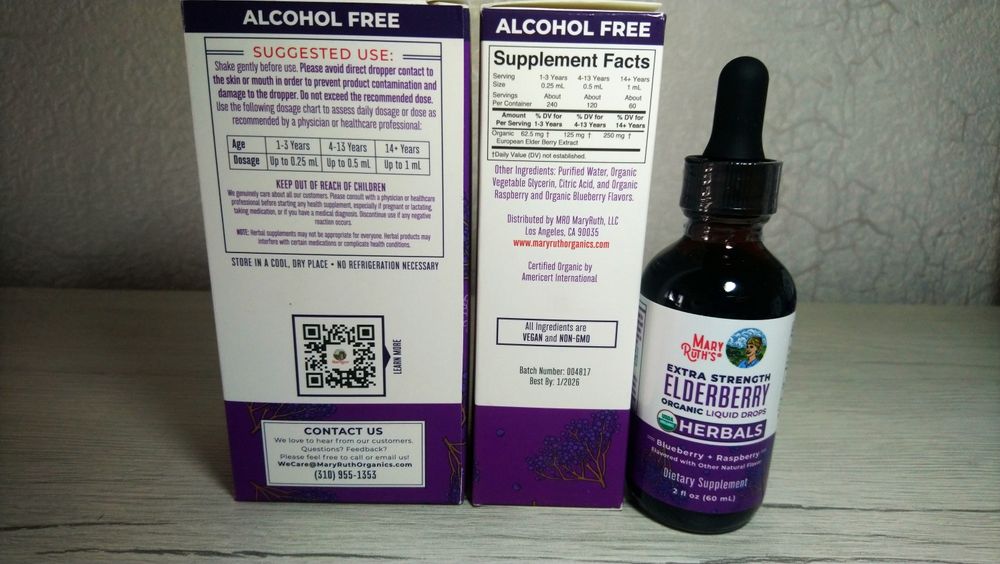 ALCOHOL FREE
SUGGESTED USE:
Shake gently before use. Please avoid direct dropper contact to
the skin or mouth in order to prevent product contamination and
damage to the dropper. Do not exceed the recommended dose.
Use the following dosage chart to assess daily dosage or dose as
recommended by a physician or healthcare professional:
Age 1-3 Years 4-13 Years 14+ Years
Dosage Up to 0.25 mL Up to 0.5 mL Up to 1 mL
KEEP OUT OF REACH OF CHILDREN
We genuinely care about all our customers. Please consult with a physician or healthcare
professional before starting any health supplement, especially if pregnant or lactating,
taking medication, or if you have a medical diagnosis. Discontinue use if any negative
reaction occurs.
NOTE: Herbal supplements may not be appropriate for everyone. Herbal products may
interfere with certain medications or complicate health conditions.
STORE IN A COOL, DRY PLACE • NO REFRIGERATION NECESSARY
LEARN MORE
CONTACT US
We love to hear from our customers.
Questions? Feedback?
Please feel free to call or email us!
WeCare@MaryRuthOrganics.com
(310) 955-1353
ALCOHOL FREE
Supplement Facts
Serving 1-3 Years 4-13 Years 14+ Years
Size 0.25 mL 0.5 mL 1 mL
Servings About About About
Per Container 240 120 60
Amount % DV for % DV for % DV for
Per Serving 1-3 Years 4-13 Years 14+ Years
Organic 62.5 mg † 125 mg † 250 mg †
European Elder Berry Extract
†Daily Value (DV) not established.
Other Ingredients: Purified Water, Organic
Vegetable Glycerin, Citric Acid, and Organic
Raspberry and Organic Blueberry Flavors.
Distributed by MRO MaryRuth, LLC
Los Angeles, CA 90035
www.maryruthorganics.com
Certified Organic by
Americert International
All Ingredients are
VEGAN and NON-GMO
Batch Number: 004817
Best By: 1/2026
MARY
RUTH'S®
EXTRA STRENGTH
ELDERBERRY
ORGANIC LIQUID DROPS
USDA
ORGANIC
HERBALS
Blueberry + Raspberry
Flavored with Other Natural Flavor
Dietary Supplement
2 fl oz (60 mL)